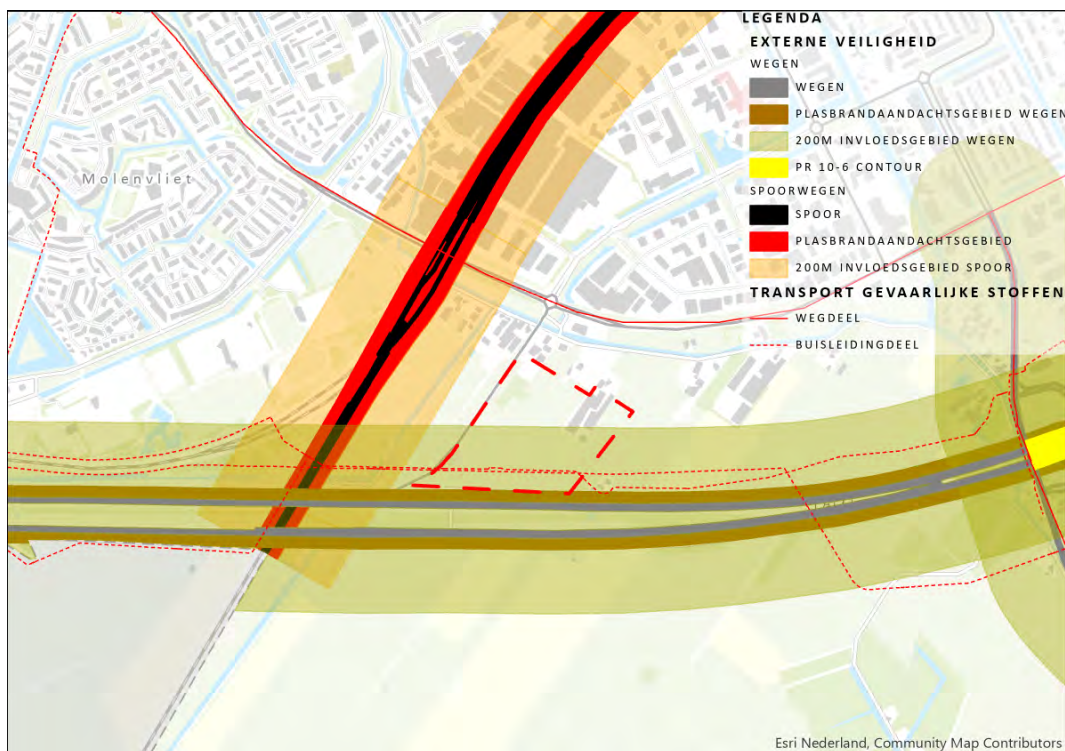 LEGENDA
EXTERNE VEILIGHEID
WEGEN
WEGEN
PLASBRANDAANDACHTSGEBIED WEGEN
200M INVLOEDSGEBIED WEGEN
PR 10-6 CONTOUR
SPOORWEGEN
SPOOR
PLASBRANDAANDACHTSGEBIED
200M INVLOEDSGEBIED SPOOR
TRANSPORT GEVAARLIJKE STOFFEN
WEGDEEL
BUISLEIDINGDEEL
Molenvliet
Esri Nederland, Community Map Contributors